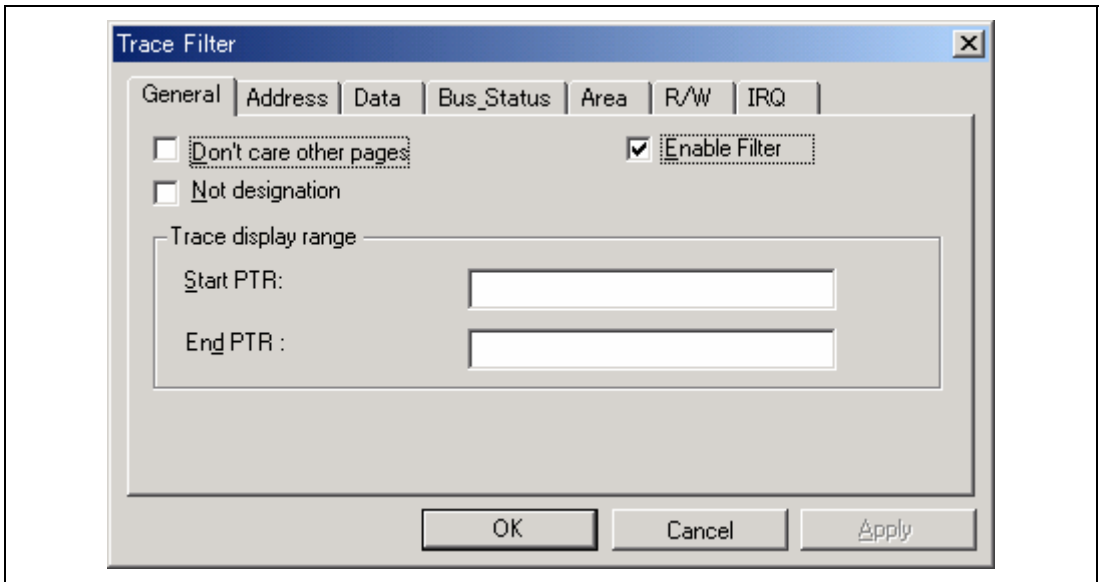 Trace Filter
General Address Data Bus_Status Area R/W IRQ
Don't care other pages Enable Filter
Not designation
Trace display range
Start PTR:
End PTR :
OK Cancel Apply